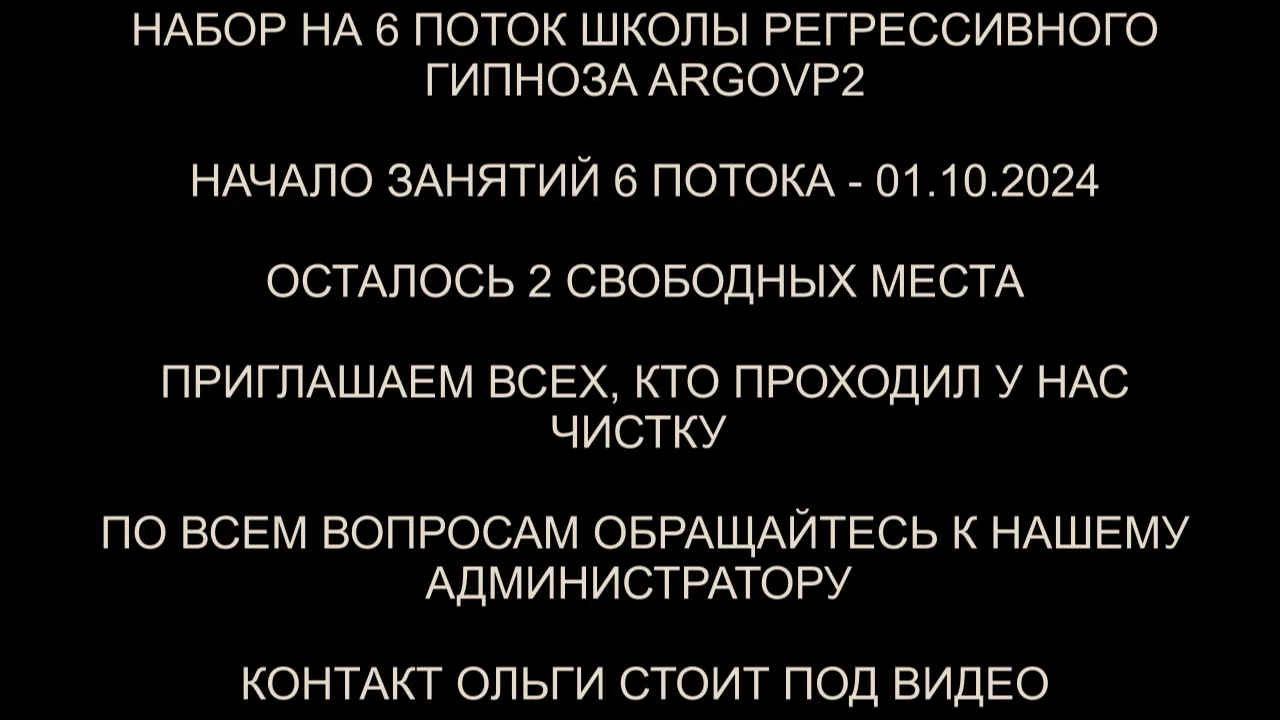 НАБОР НА 6 ПОТОК ШКОЛЫ РЕГРЕССИВНОГО
ГИПНОЗА ARGOVP2
НАЧАЛО ЗАНЯТИЙ 6 ПОТОКА - 01.10.2024
ОСТАЛОСЬ 2 СВОБОДНЫХ МЕСТА
ПРИГЛАШАЕМ ВСЕХ, КТО ПРОХОДИЛ У НАС
ЧИСТКУ
ПО ВСЕМ ВОПРОСАМ ОБРАЩАЙТЕСЬ К НАШЕМУ
АДМИНИСТРАТОРУ
КОНТАКТ ОЛЬГИ СТОИТ ПОД ВИДЕО